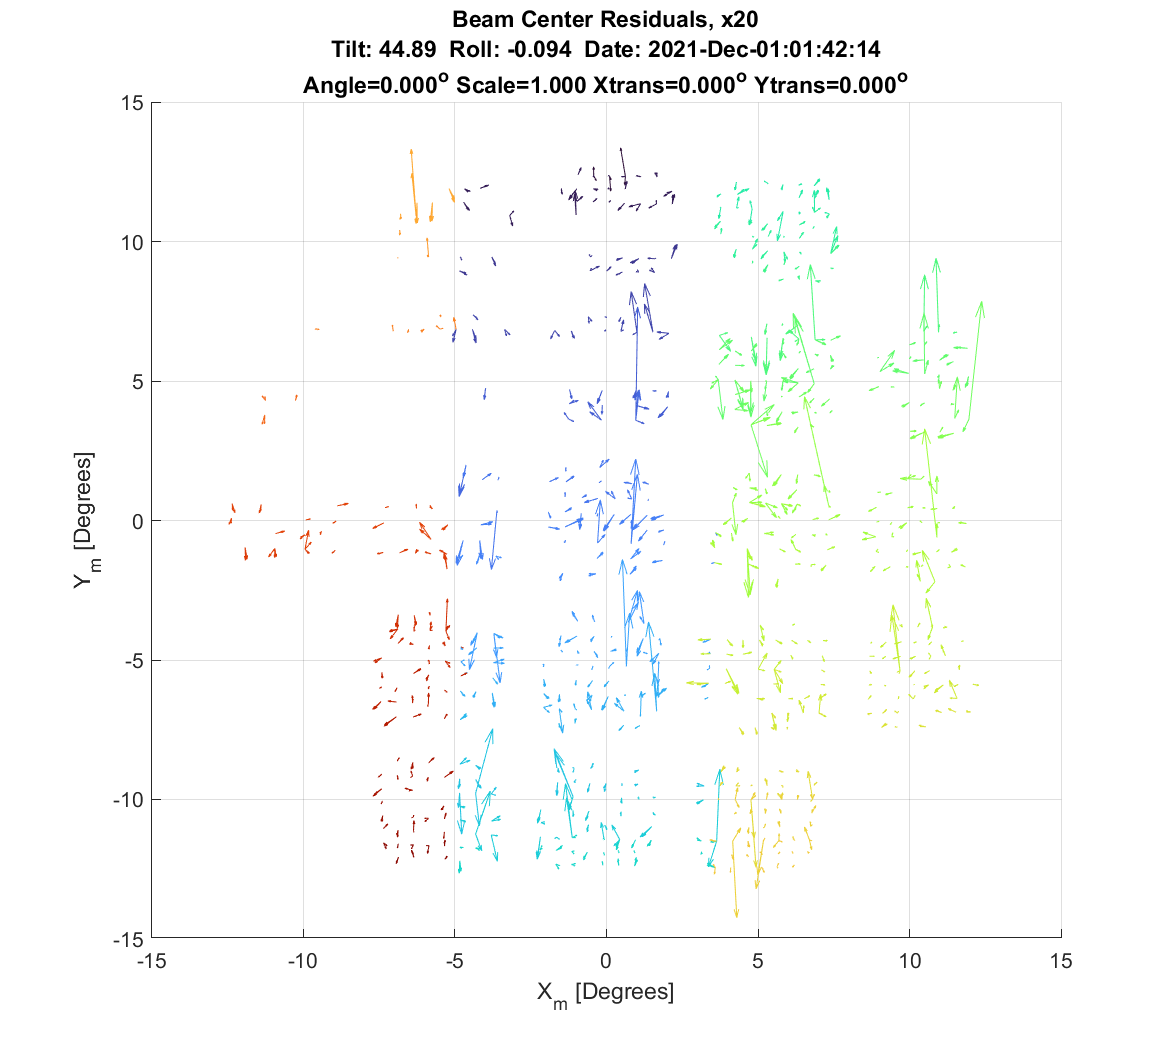 Beam Center Residuals, x20
Tilt: 44.89 Roll: -0.094 Date: 2021-Dec-01:01:42:14
Angle=0.000° Scale=1.000 Xtrans=0.000° Ytrans=0.000°
15
10
5
0
-5
-10
-15
Y_m [Degrees]
-15 -10 -5 0 5 10 15
X_m [Degrees]